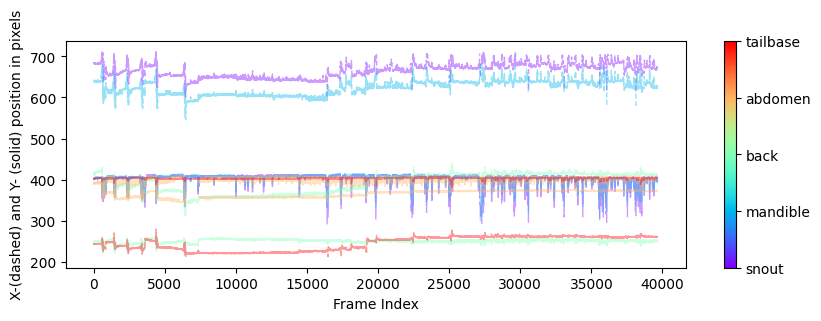 X-(dashed) and Y- (solid) position in pixels
700
600
500
400
300
200
0 5000 10000 15000 20000 25000 30000 35000 40000
Frame Index
tailbase
abdomen
back
mandible
snout